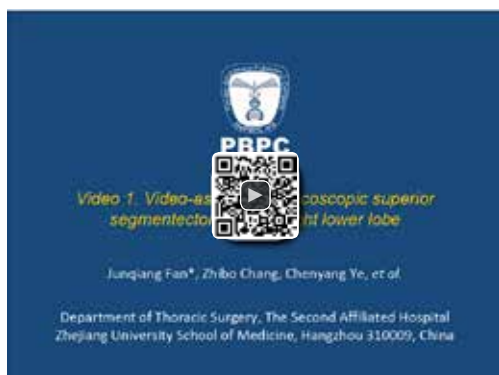 PBPC
Video 1. Video-as coscopic superior
segmentecto ht lower lobe
Junqiang Fan*, Zhibo Chang, Chenyang Ye, et al.
Department of Thoracic Surgery, The Second Affiliated Hospital
Zhejiang University School of Medicine, Hangzhou 310009, China